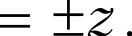 = ±z.